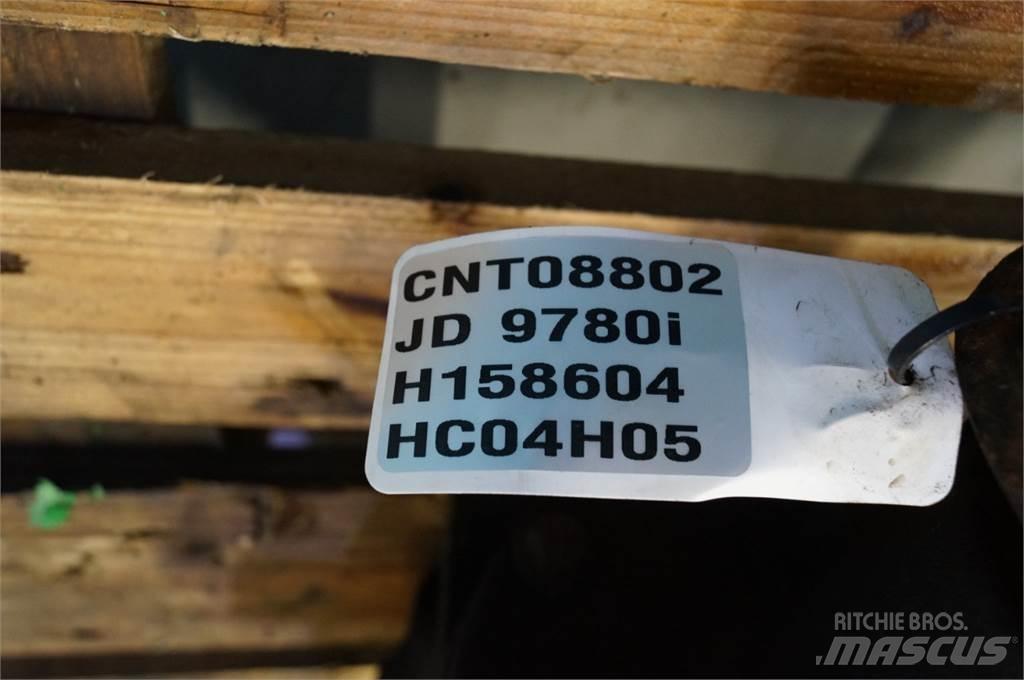 CNT08802
JD 9780i
H158604
HC04H05
RITCHIE BROS.
MASCUS